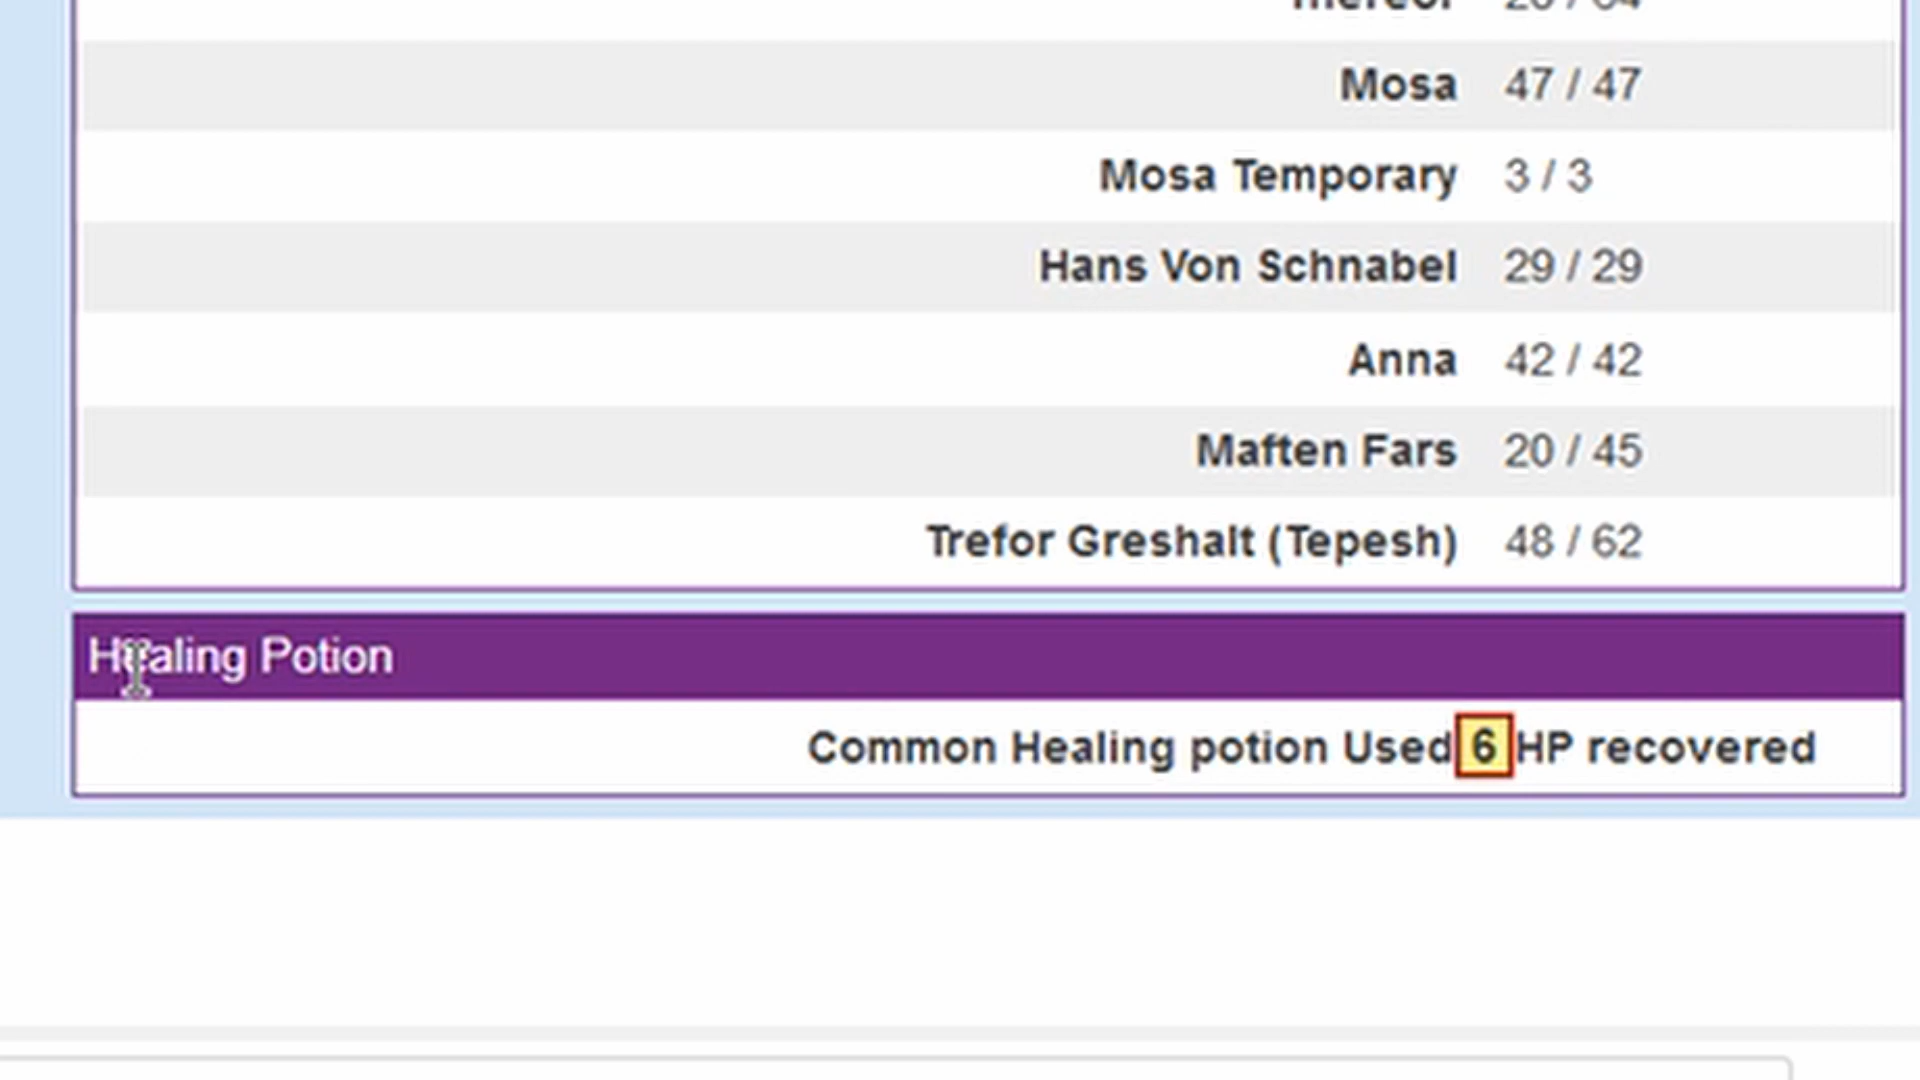 Mosa 47 / 47
Mosa Temporary 3 / 3
Hans Von Schnabel 29 / 29
Anna 42 / 42
Maften Fars 20 / 45
Trefor Greshalt (Tepesh) 48 / 62
Healing Potion
Common Healing potion Used 6 HP recovered